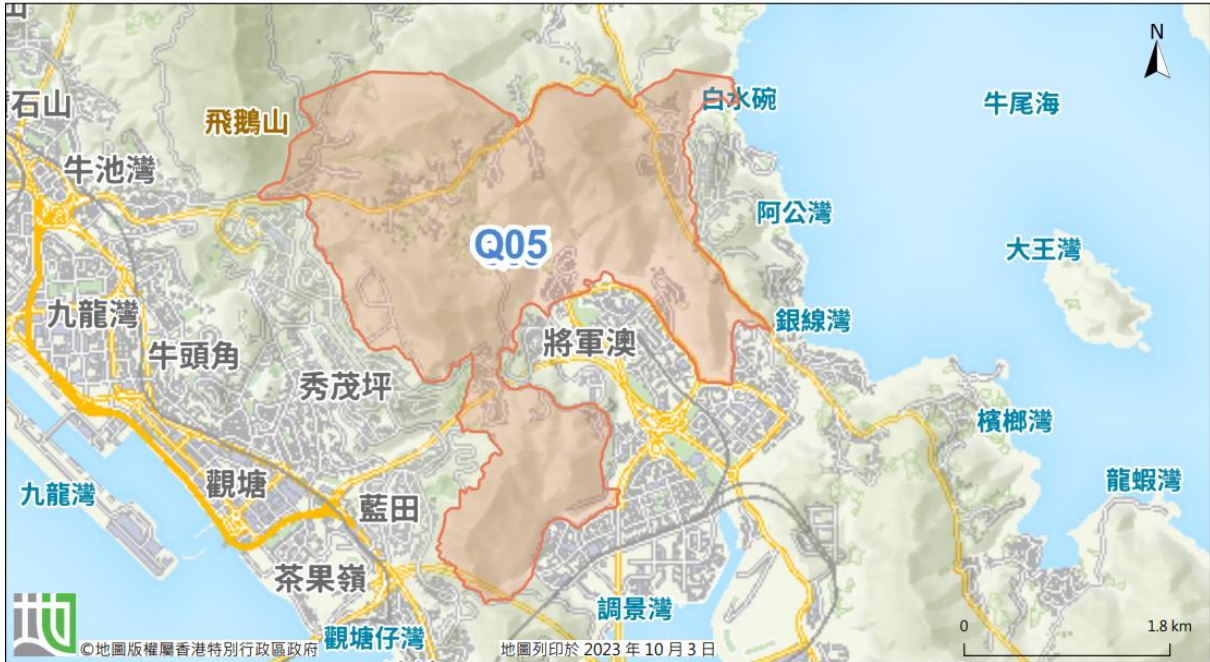 N
白水碗
牛尾海
石山
飛鵝山
牛池灣
阿公灣
Q05
大王灣
九龍灣
銀線灣
將軍澳
牛頭角
秀茂坪
檳榔灣
觀塘
龍蝦灣
九龍灣
藍田
茶果嶺
調景灣
0
1.8 km
觀塘仔灣
©地圖版權屬香港特別行政區政府
地圖列印於 2023 年 10 月 3 日